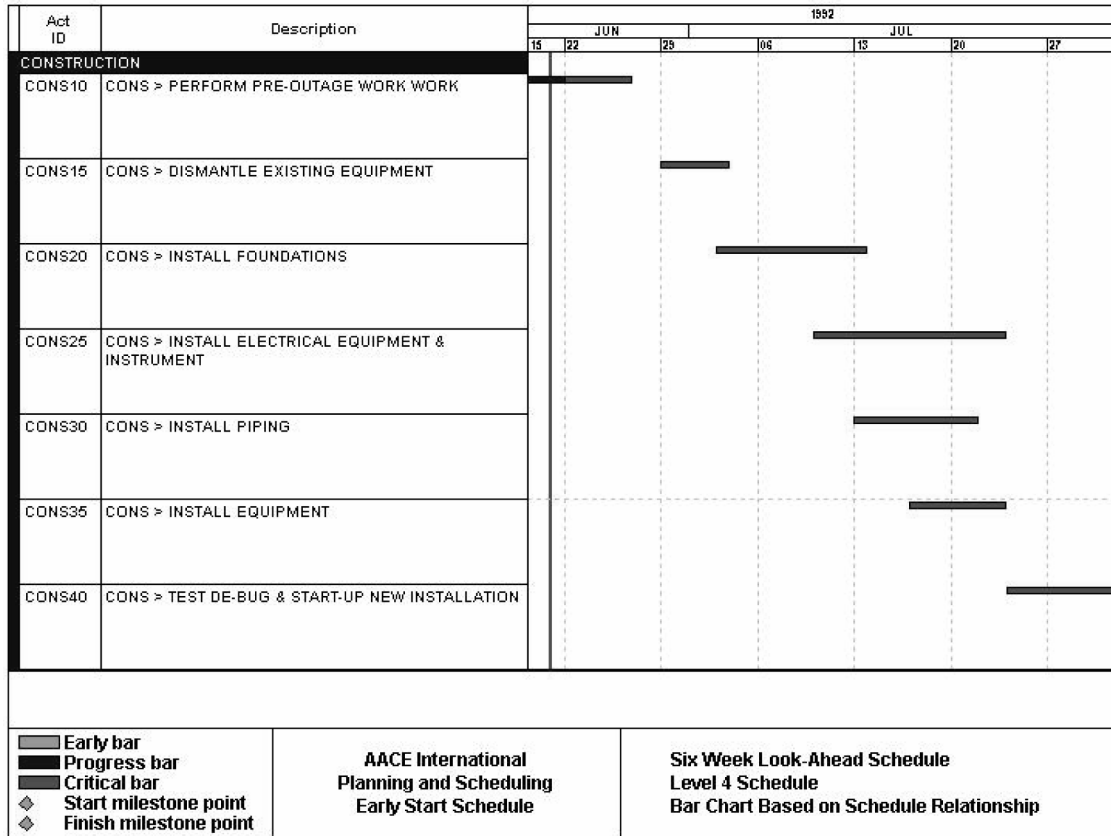 Act
ID
Description
1992
JUN JUL
15 22 29 06 13 20 27
CONSTRUCTION
CONS10 CONS > PERFORM PRE-OUTAGE WORK WORK
CONS15 CONS > DISMANTLE EXISTING EQUIPMENT
CONS20 CONS > INSTALL FOUNDATIONS
CONS25 CONS > INSTALL ELECTRICAL EQUIPMENT &
INSTRUMENT
CONS30 CONS > INSTALL PIPING
CONS35 CONS > INSTALL EQUIPMENT
CONS40 CONS > TEST DE-BUG & START-UP NEW INSTALLATION
Early bar
Progress bar
Critical bar
Start milestone point
Finish milestone point
AACE International
Planning and Scheduling
Early Start Schedule
Six Week Look-Ahead Schedule
Level 4 Schedule
Bar Chart Based on Schedule Relationship